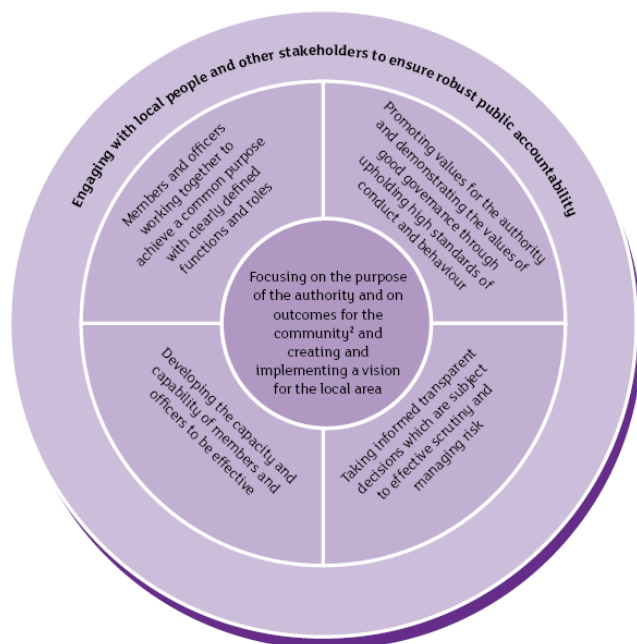 Engaging with local people and other stakeholders to ensure robust public accountability
Members and officers
working together to
achieve a common purpose
with clearly defined
functions and roles
Promoting values for the authority
and demonstrating the values of
good governance through
upholding high standards of
conduct and behaviour
Focusing on the purpose
of the authority and on
outcomes for the
community² and
creating and
implementing a vision
for the local area
Developing the capacity and
capability of members and
officers to be effective
Taking informed transparent
decisions which are subject
to effective scrutiny and
managing risk